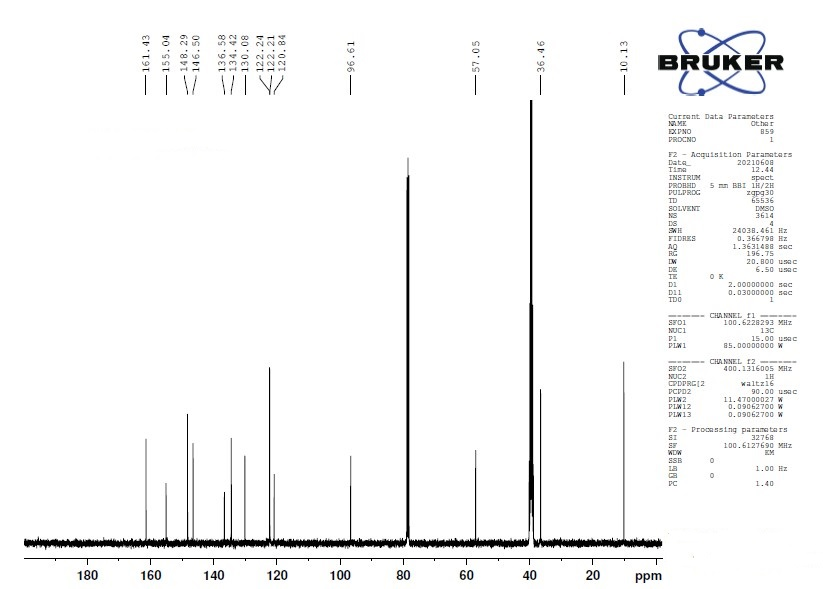 161.43
155.04
148.29
146.50
136.58
134.42
130.08
122.24
122.21
120.84
96.61
57.05
36.46
10.13
BRUKER
Current Data Parameters
NAME Other
EXPNO 859
PROCNO 1
F2 - Acquisition Parameters
Date_ 20210608
Time 12.44
INSTRUM spect
PROBHD 5 mm BBI 1H/2H
PULPROG zgpg30
TD 65536
SOLVENT DMSO
NS 3614
DS 4
SWH 24038.461 Hz
FIDRES 0.366798 Hz
AQ 1.3631488 sec
RG 196.75
DW 20.800 usec
DE 6.50 usec
TE 0 K
D1 2.00000000 sec
D11 0.03000000 sec
TD0 1
======== CHANNEL f1 ========
SFO1 100.6228293 MHz
NUC1 13C
P1 15.00 usec
PLW1 85.00000000 W
======== CHANNEL f2 ========
SFO2 400.1316005 MHz
NUC2 1H
CPDPRG[2 waltz16
PCPD2 90.00 usec
PLW2 11.47000027 W
PLW12 0.09062700 W
PLW13 0.09062700 W
F2 - Processing parameters
SI 32768
SF 100.6127690 MHz
WDW EM
SSB 0
LB 1.00 Hz
GB 0
PC 1.40
180 160 140 120 100 80 60 40 20 ppm